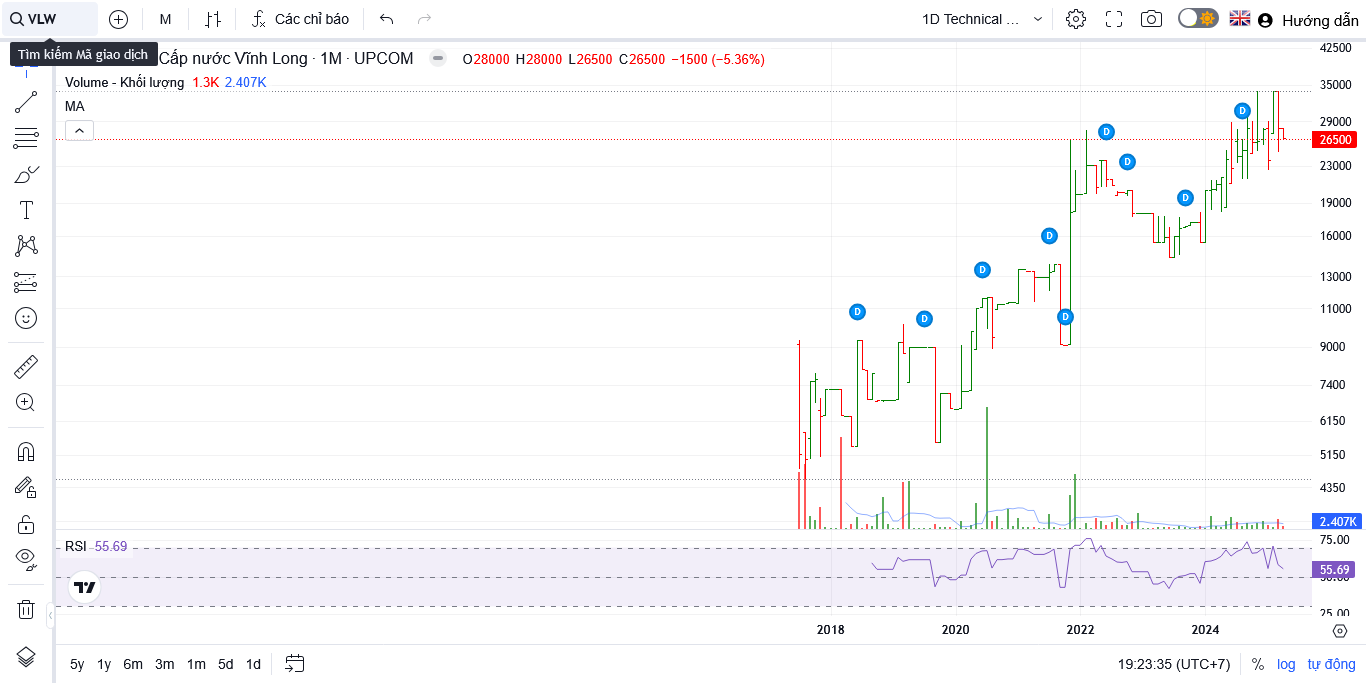 VLW M Các chỉ báo 1D Technical ... Hướng dẫn
Tìm kiếm Mã giao dịch
Cấp nước Vĩnh Long · 1M · UPCOM O28000 H28000 L26500 C26500 −1500 (−5.36%)
Volume - Khối lượng 1.3K 2.407K
MA
42500
35000
29000
26500
23000
19000
16000
13000
11000
9000
7400
6150
5150
4350
2.407K
D
D
D
D
D
D
D
D
D
T
RSI 55.69
75.00
55.69
50.00
25.00
2018 2020 2022 2024
5y 1y 6m 3m 1m 5d 1d 19:23:35 (UTC+7) % log tự động